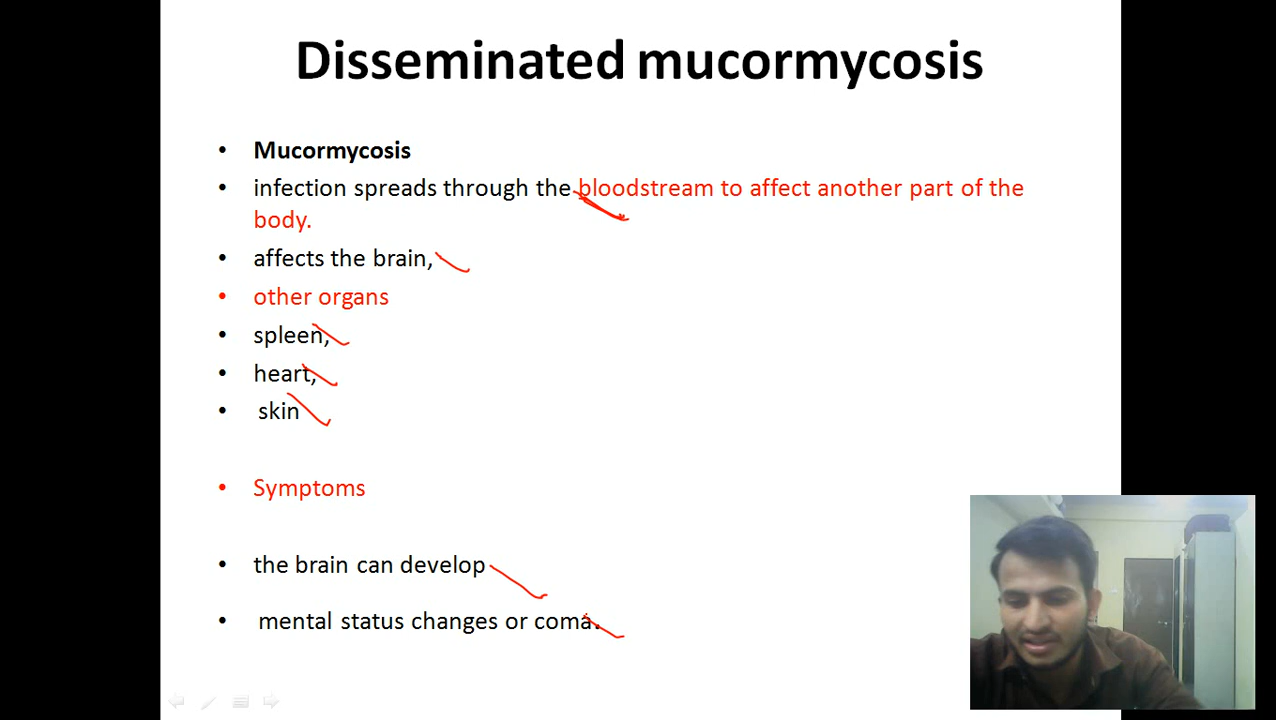 Disseminated mucormycosis
• Mucormycosis
• infection spreads through the bloodstream to affect another part of the
body.
• affects the brain,
• other organs
• spleen,
• heart,
• skin
• Symptoms
• the brain can develop
• mental status changes or coma.